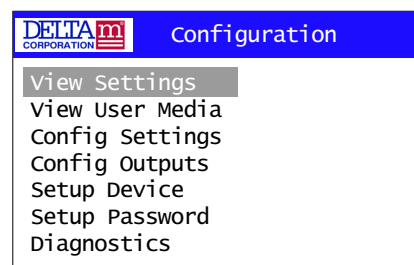 DELTA m
CORPORATION
Configuration
View Settings
View User Media
Config Settings
Config Outputs
Setup Device
Setup Password
Diagnostics